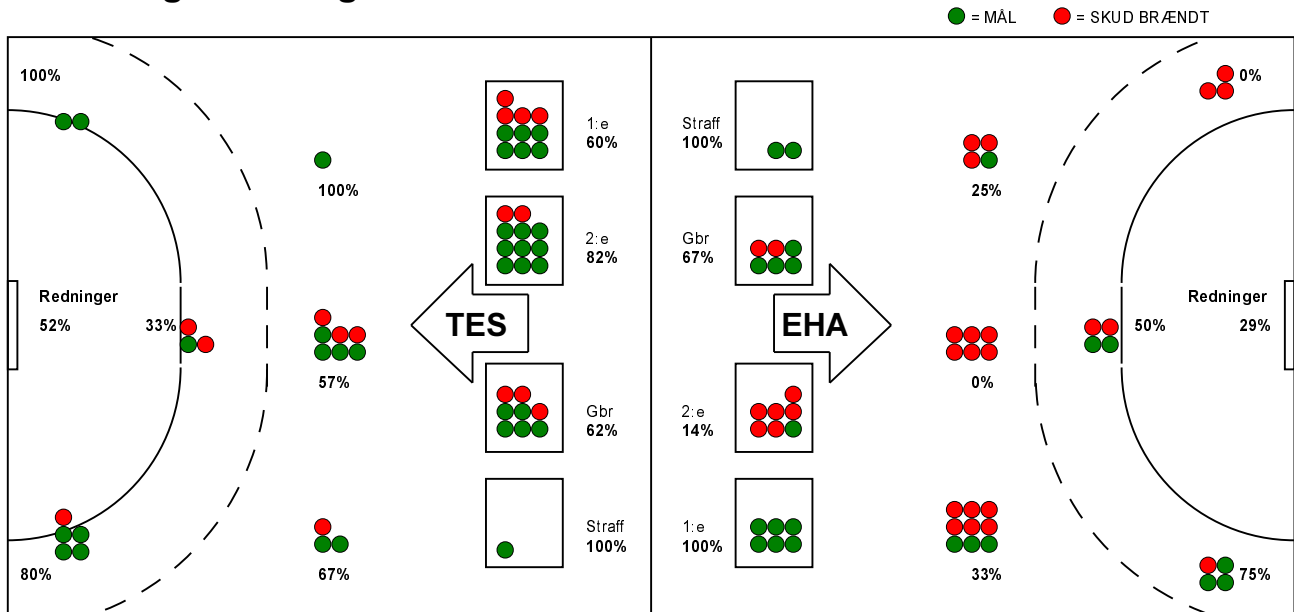 = MÅL
= SKUD BRÆNDT
100%
100%
1:e
60%
2:e
82%
Redninger
52%
33%
57%
TES
Gbr
62%
Straff
100%
80%
67%
Straff
100%
Gbr
67%
EHA
2:e
14%
1:e
100%
0%
25%
Redninger
29%
50%
0%
33%
75%